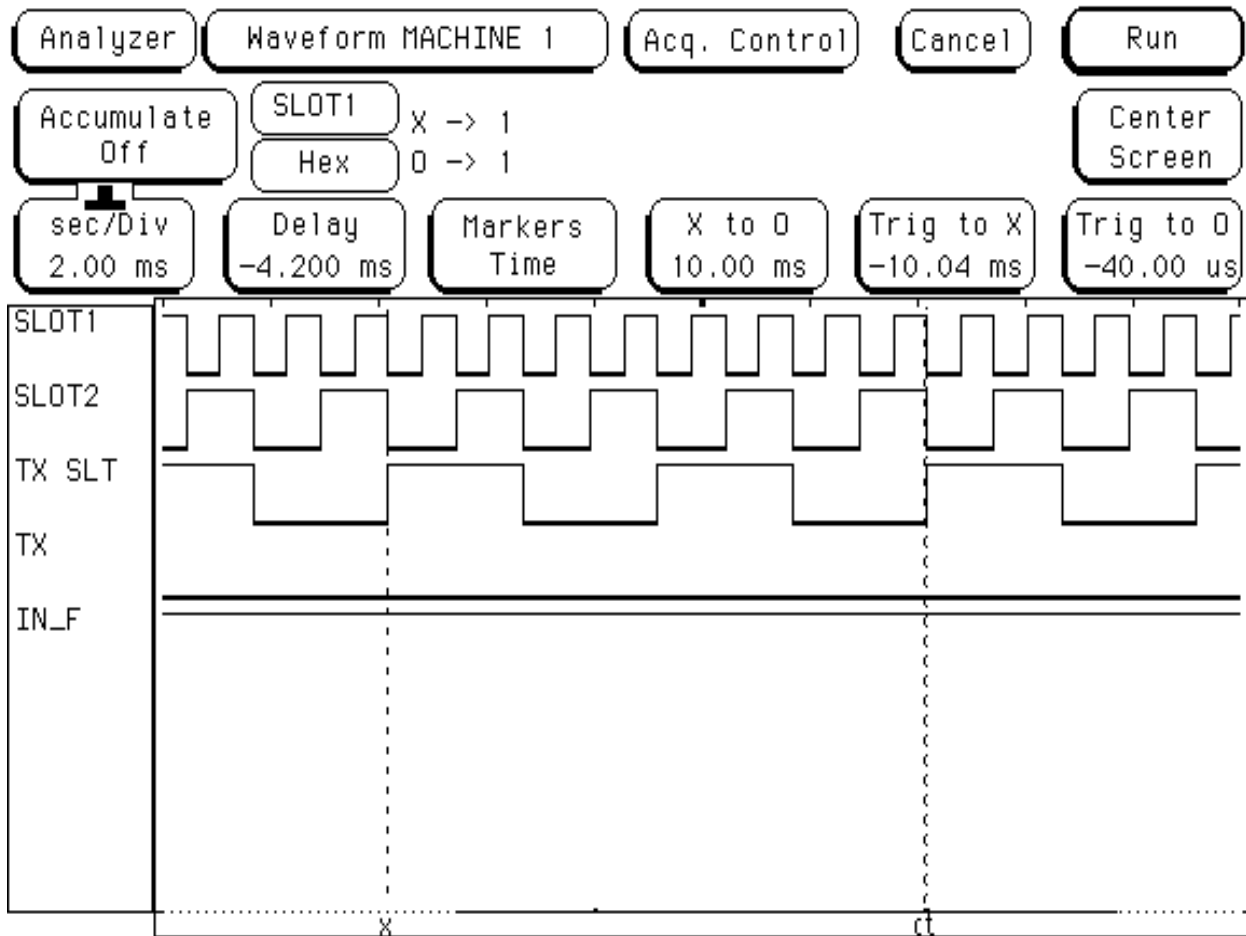 Analyzer Waveform MACHINE 1 Acq. Control Cancel Run
Accumulate
Off
SLOT1 X -> 1
Hex O -> 1
Center
Screen
sec/Div
2.00 ms
Delay
-4.200 ms
Markers
Time
X to O
10.00 ms
Trig to X
-10.04 ms
Trig to O
-40.00 us
SLOT1
SLOT2
TX SLT
TX
IN_F
X